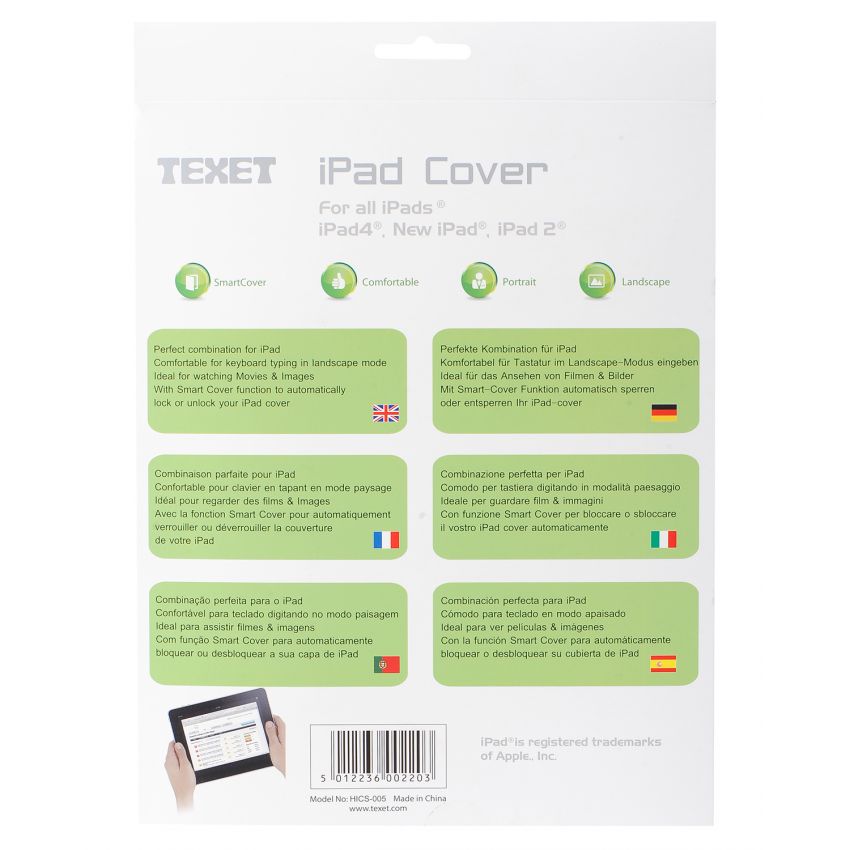 TEXET iPad Cover
For all iPads®
iPad4®, New iPad®, iPad 2®
SmartCover Comfortable Portrait Landscape
Perfect combination for iPad
Comfortable for keyboard typing in landscape mode
Ideal for watching Movies & Images
With Smart Cover function to automatically
lock or unlock your iPad cover
Perfekte Kombination für iPad
Komfortabel für Tastatur im Landscape-Modus eingeben
Ideal für das Ansehen von Filmen & Bilder
Mit Smart-Cover Funktion automatisch sperren
oder entsperren Ihr iPad-cover
Combinaison parfaite pour iPad
Confortable pour clavier en tapant en mode paysage
Idéal pour regarder des films & Images
Avec la fonction Smart Cover pour automatiquement
verrouiller ou déverrouiller la couverture
de votre iPad
Combinazione perfetta per iPad
Comodo per tastiera digitando in modalità paesaggio
Ideale per guardare film & immagini
Con funzione Smart Cover per bloccare o sbloccare
il vostro iPad cover automaticamente
Combinação perfeita para o iPad
Confortável para teclado digitando no modo paisagem
Ideal para assistir filmes & imagens
Com função Smart Cover para automaticamente
bloquear ou desbloquear a sua capa de iPad
Combinación perfecta para iPad
Cómodo para teclado en modo apaisado
Ideal para ver películas & imágenes
Con la función Smart Cover para automáticamente
bloquear o desbloquear su cubierta de iPad
5 012236 002203
Model No: HICS-005 Made in China
www.texet.com
iPad® is registered trademarks
of Apple., Inc.